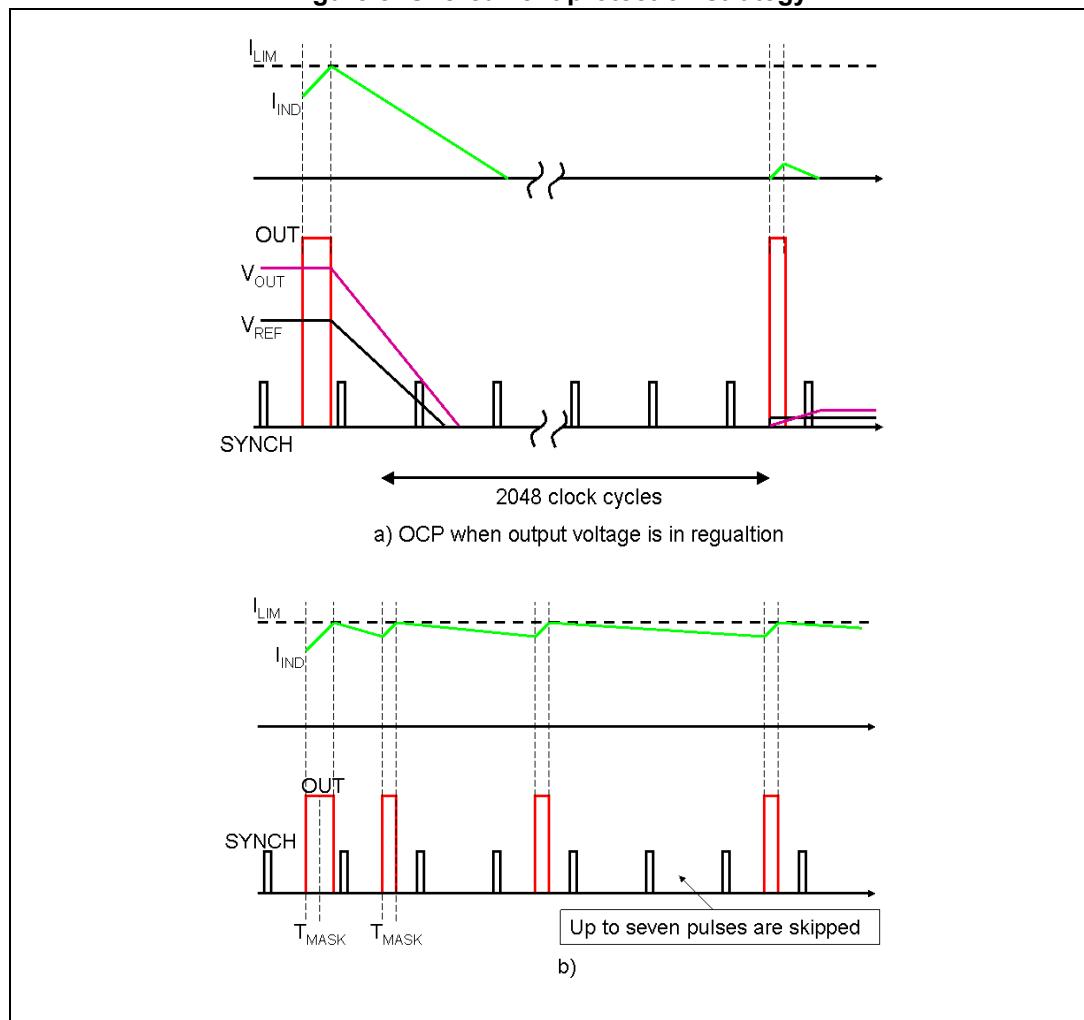 I_LIM
I_IND
OUT
V_OUT
V_REF
SYNCH
2048 clock cycles
a) OCP when output voltage is in regualtion
I_LIM
I_IND
OUT
SYNCH
T_MASK T_MASK
Up to seven pulses are skipped
b)